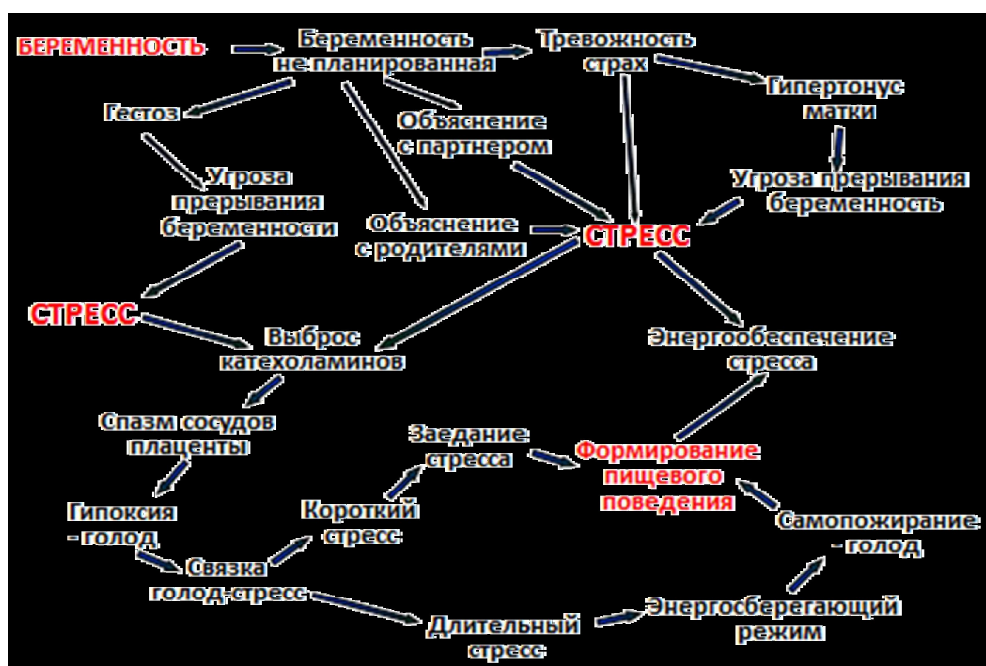 БЕРЕМЕННОСТЬ
Беременность
не планированная
Тревожность
страх
Гипертонус
матки
Гестоз
Объяснение
с партнером
Угроза
прерывания
беременности
Угроза прерывания
беременность
Объяснение
с родителями
СТРЕСС
СТРЕСС
Выброс
катехоламинов
Энергообеспечение
стресса
Спазм сосудов
плаценты
Заедание
стресса
Формирование
пищевого
поведения
Гипоксия
- голод
Короткий
стресс
Самопожирание
- голод
Связка
голод-стресс
Длительный
стресс
Энергосберегающий
режим